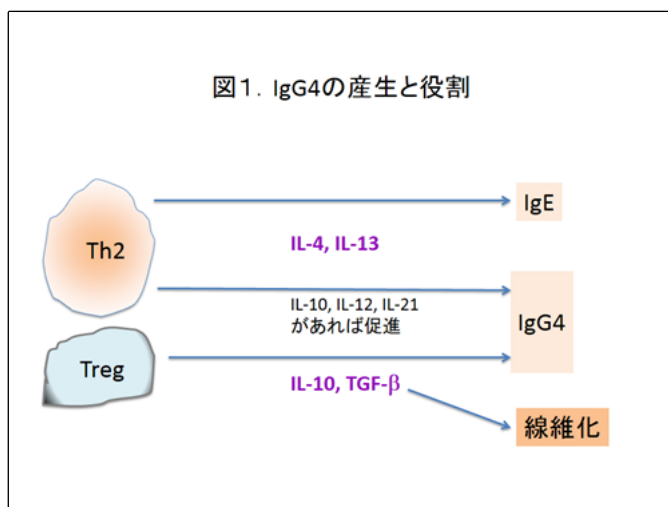 図1. IgG4の産生と役割
Th2
IgE
IL-4, IL-13
IL-10, IL-12, IL-21
があれば促進
IgG4
Treg
IL-10, TGF-β
線維化